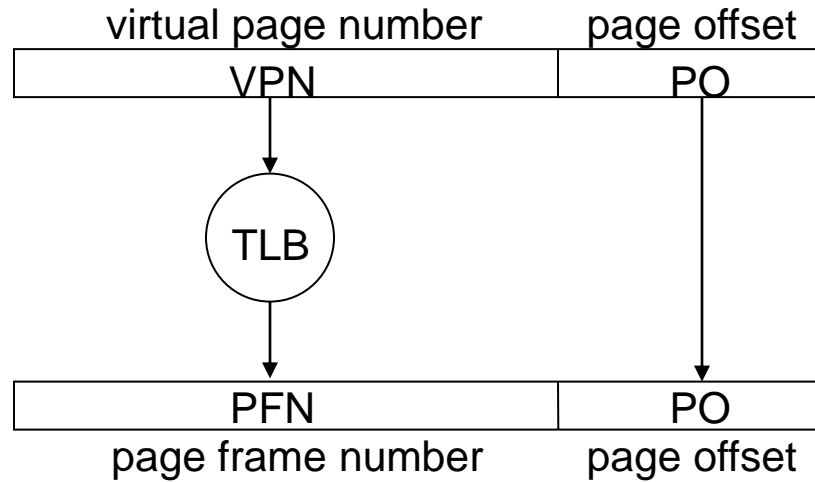 virtual page number page offset
VPN PO
TLB
PFN PO
page frame number page offset